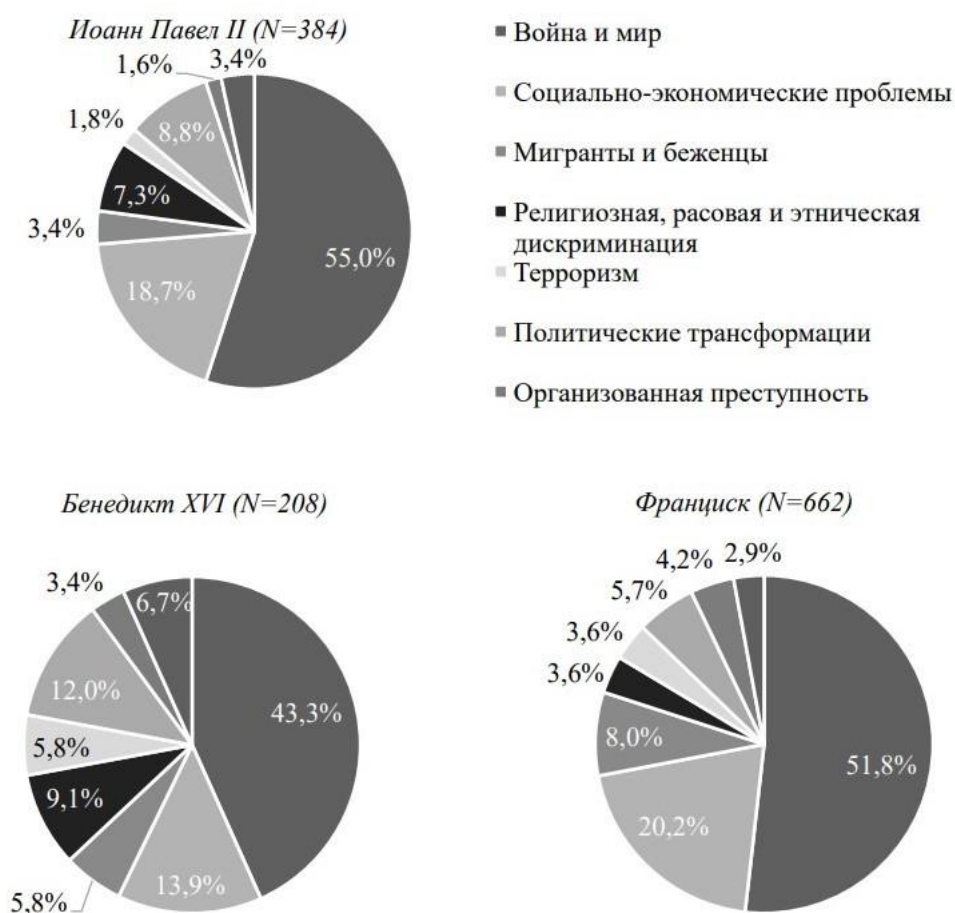 Иоанн Павел II (N=384)
1,6%
3,4%
1,8%
8,8%
7,3%
3,4%
55,0%
18,7%
Война и мир
Социально-экономические проблемы
Мигранты и беженцы
Религиозная, расовая и этническая
дискриминация
Терроризм
Политические трансформации
Организованная преступность
Бенедикт XVI (N=208)
3,4%
6,7%
12,0%
43,3%
5,8%
9,1%
5,8%
13,9%
Франциск (N=662)
4,2%
2,9%
5,7%
3,6%
3,6%
8,0%
51,8%
20,2%